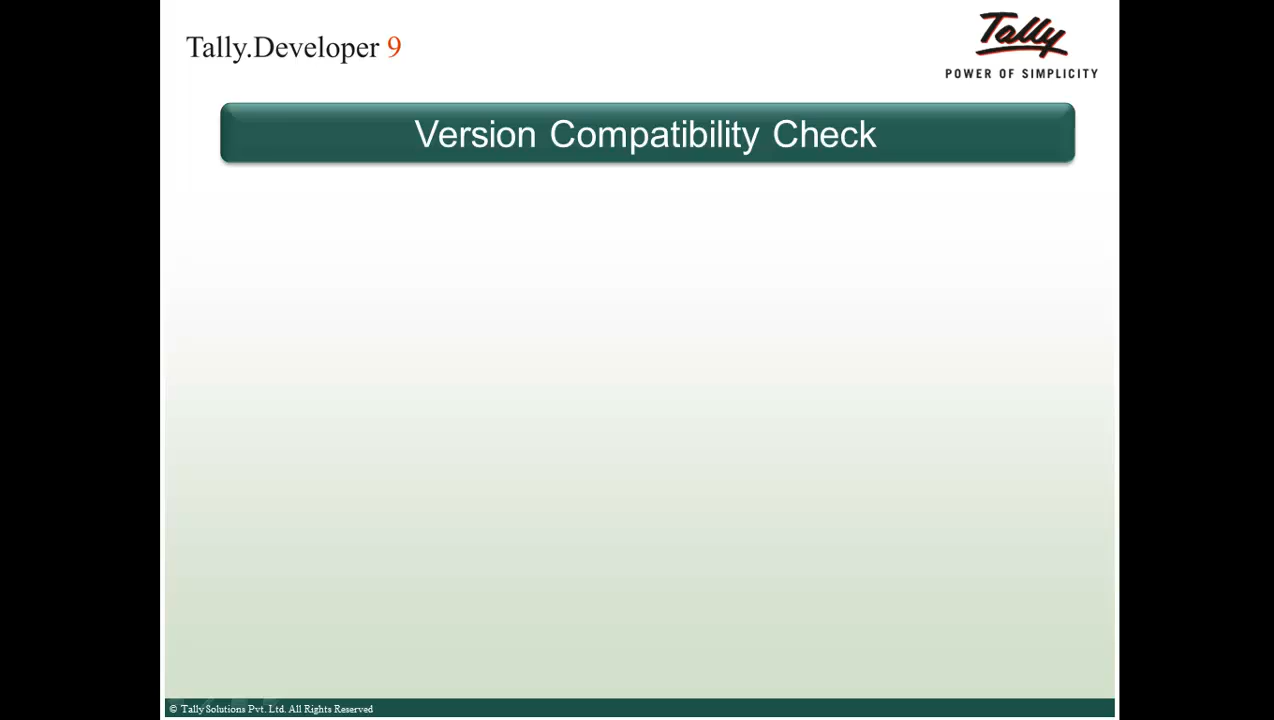 Tally.Developer 9
Tally
POWER OF SIMPLICITY
Version Compatibility Check
© Tally Solutions Pvt. Ltd. All Rights Reserved